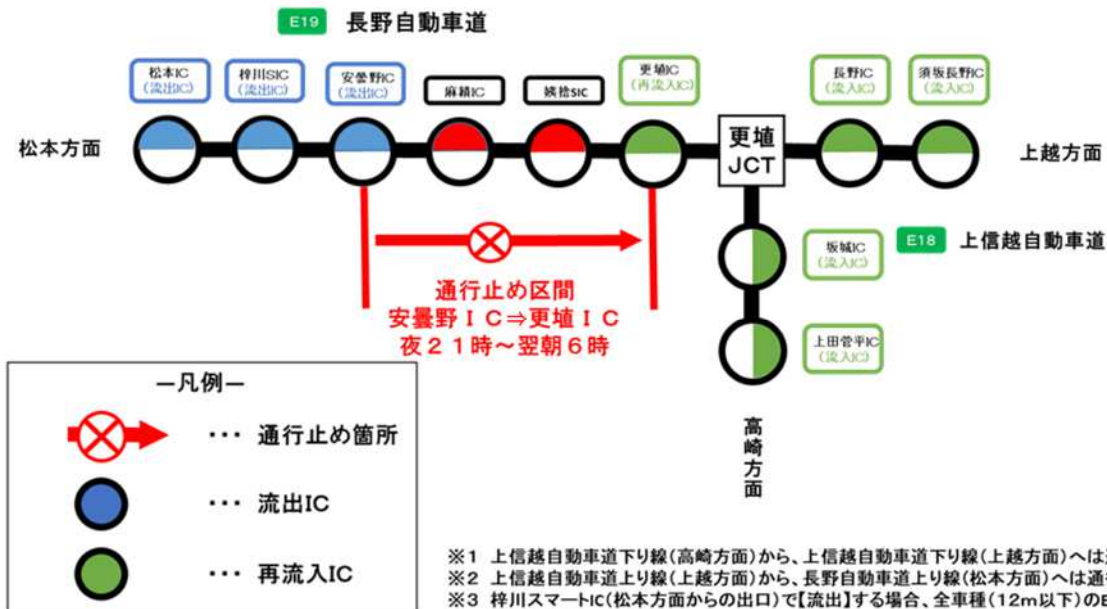 E19 長野自動車道
松本IC
(流出IC)
梓川SIC
(流出IC)
安曇野IC
(流出IC)
麻績IC
姨捨SIC
更埴IC
(再流入IC)
長野IC
(流入IC)
須坂長野IC
(流入IC)
松本方面
更埴
JCT
上越方面
坂城IC
(流入IC)
E18 上信越自動車道
通行止め区間
安曇野IC⇒更埴IC
夜21時~翌朝6時
上田菅平IC
(流入IC)
高崎方面
-凡例-
… 通行止め箇所
… 流出IC
… 再流入IC
※1 上信越自動車道下り線(高崎方面)から、上信越自動車道下り線(上越方面)へは
※2 上信越自動車道上り線(上越方面)から、長野自動車道上り線(松本方面)へは通
※3 梓川スマートIC(松本方面からの出口)で【流出】する場合、全車種(12m以下)の